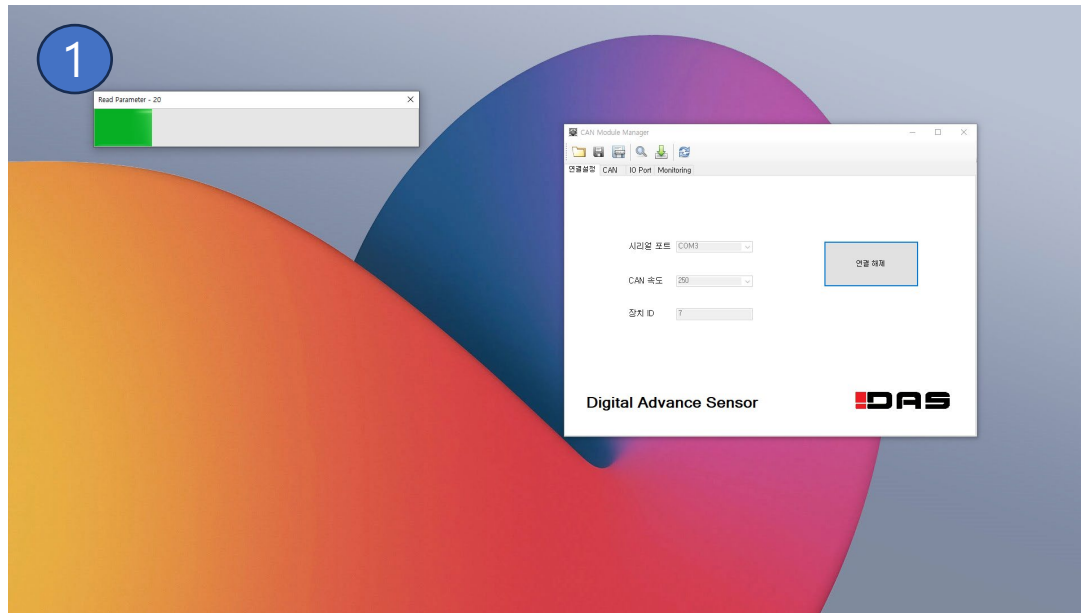 1
Read Parameter - 20
CAN Module Manager
연결설정 CAN IO Port Monitoring
시리얼 포트 COM3
연결 해제
CAN 속도 250
장치 ID 7
Digital Advance Sensor
DAS